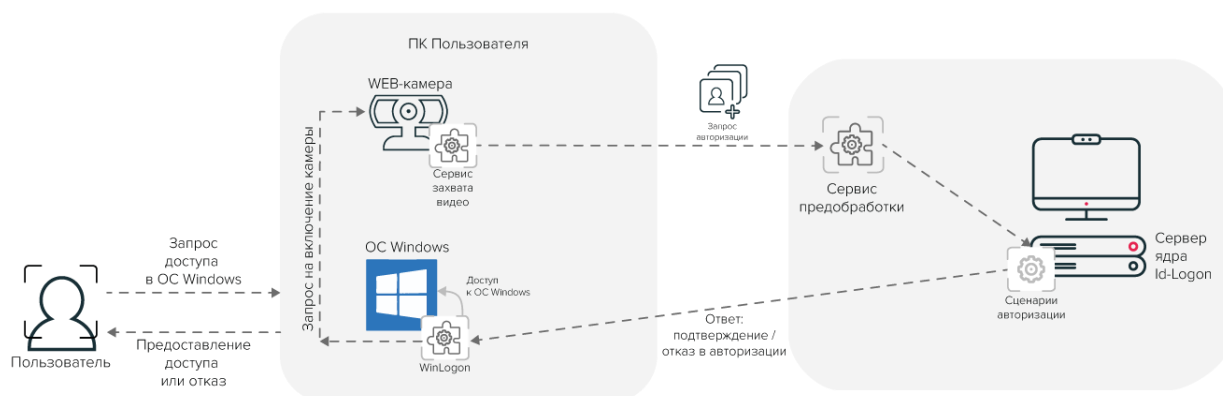 ПК Пользователя
WEB-камера
Запрос
авторизации
Запрос на включение камеры
Сервис
захвата
видео
Сервис
предобработки
Запрос
доступа
в ОС Windows
ОС Windows
Доступ
к ОС Windows
Сервер
ядра
Id-Logon
Сценарии
авторизации
Ответ:
подтверждение /
отказ в авторизации
Пользователь
Предоставление
доступа
или отказ
WinLogon